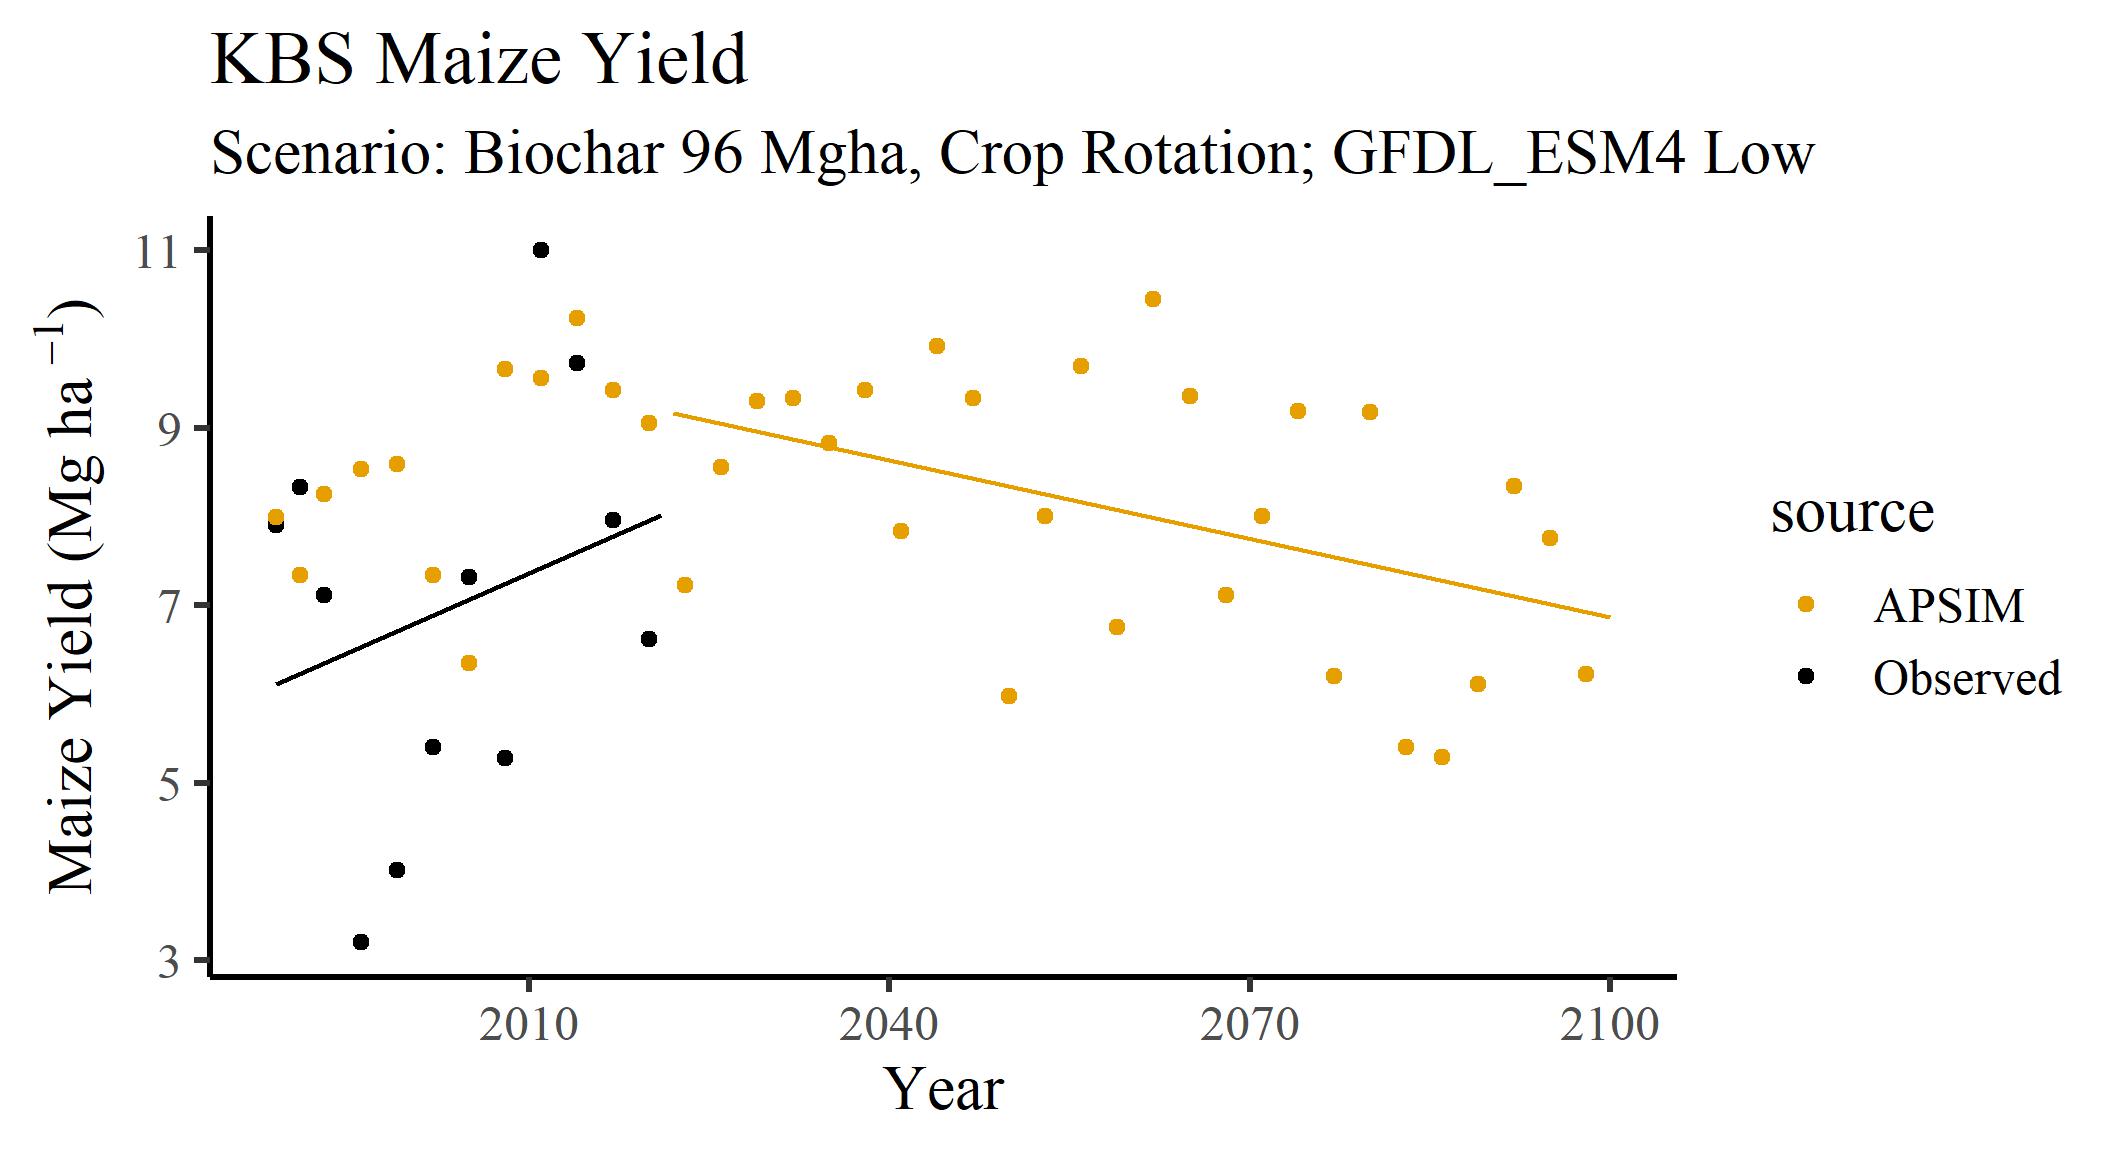 KBS Maize Yield
Scenario: Biochar 96 Mgha, Crop Rotation; GFDL_ESM4 Low
Maize Yield (Mg ha −1)
11
9
7
5
3
2010 2040 2070 2100
Year
source
APSIM
Observed